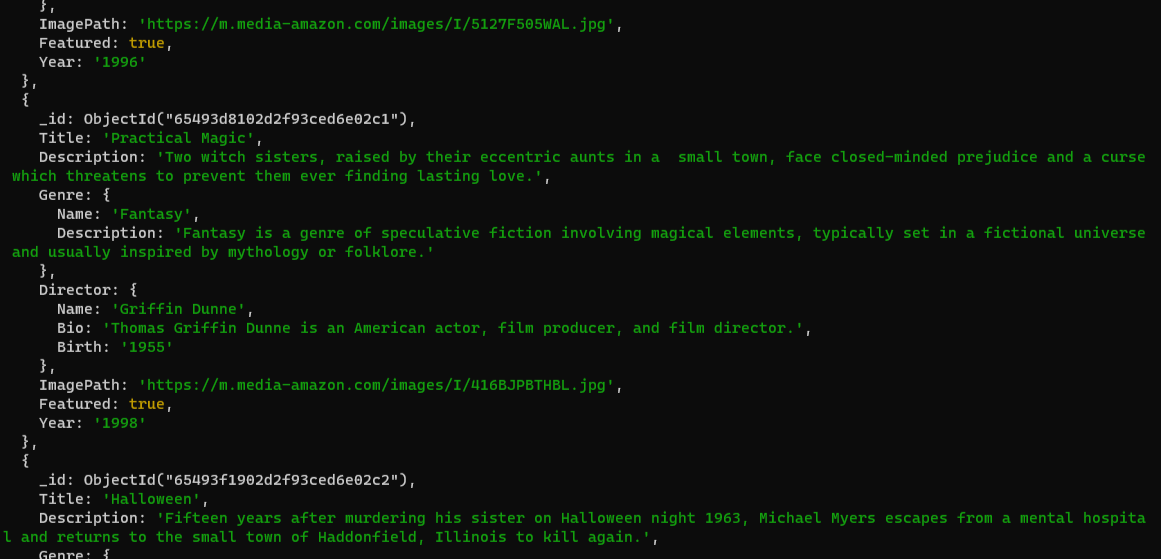 },
ImagePath: 'https://m.media-amazon.com/images/I/5127F505WAL.jpg',
Featured: true,
Year: '1996'
},
{
_id: ObjectId("65493d8102d2f93ced6e02c1"),
Title: 'Practical Magic',
Description: 'Two witch sisters, raised by their eccentric aunts in a  small town, face closed-minded prejudice and a curse
which threatens to prevent them ever finding lasting love.',
Genre: {
Name: 'Fantasy',
Description: 'Fantasy is a genre of speculative fiction involving magical elements, typically set in a fictional universe
and usually inspired by mythology or folklore.'
},
Director: {
Name: 'Griffin Dunne',
Bio: 'Thomas Griffin Dunne is an American actor, film producer, and film director.',
Birth: '1955'
},
ImagePath: 'https://m.media-amazon.com/images/I/416BJPBTHBL.jpg',
Featured: true,
Year: '1998'
},
{
_id: ObjectId("65493f1902d2f93ced6e02c2"),
Title: 'Halloween',
Description: 'Fifteen years after murdering his sister on Halloween night 1963, Michael Myers escapes from a mental hospita
l and returns to the small town of Haddonfield, Illinois to kill again.',
Genre: {